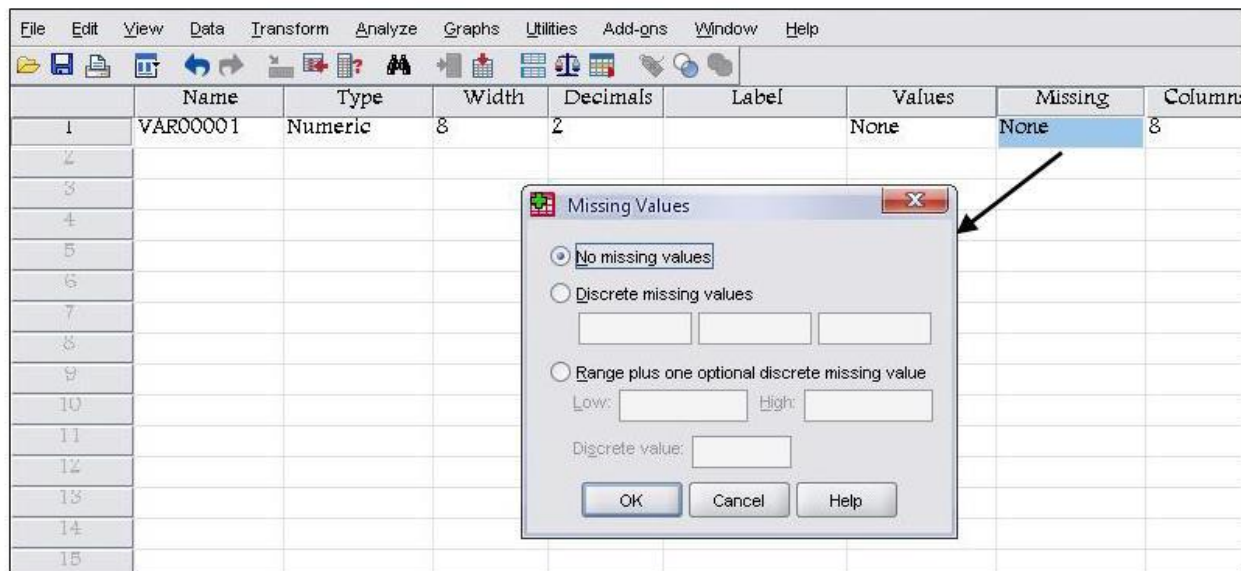 File Edit View Data Transform Analyze Graphs Utilities Add-ons Window Help
Name Type Width Decimals Label Values Missing Column
1 VAR00001 Numeric 8 2 None None 8
2
3
4
5
6
7
8
9
10
11
12
13
14
15
Missing Values
No missing values
Discrete missing values
Range plus one optional discrete missing value
Low: High:
Discrete value:
OK Cancel Help